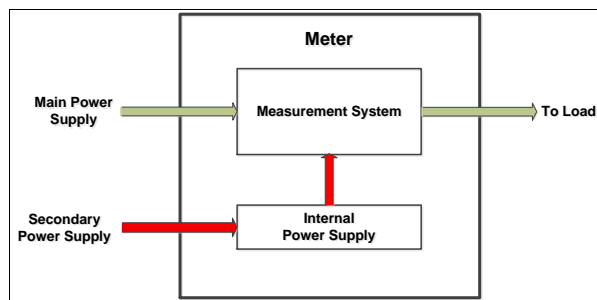 Meter
Main Power
Supply
Measurement System
To Load
Secondary
Power Supply
Internal
Power Supply